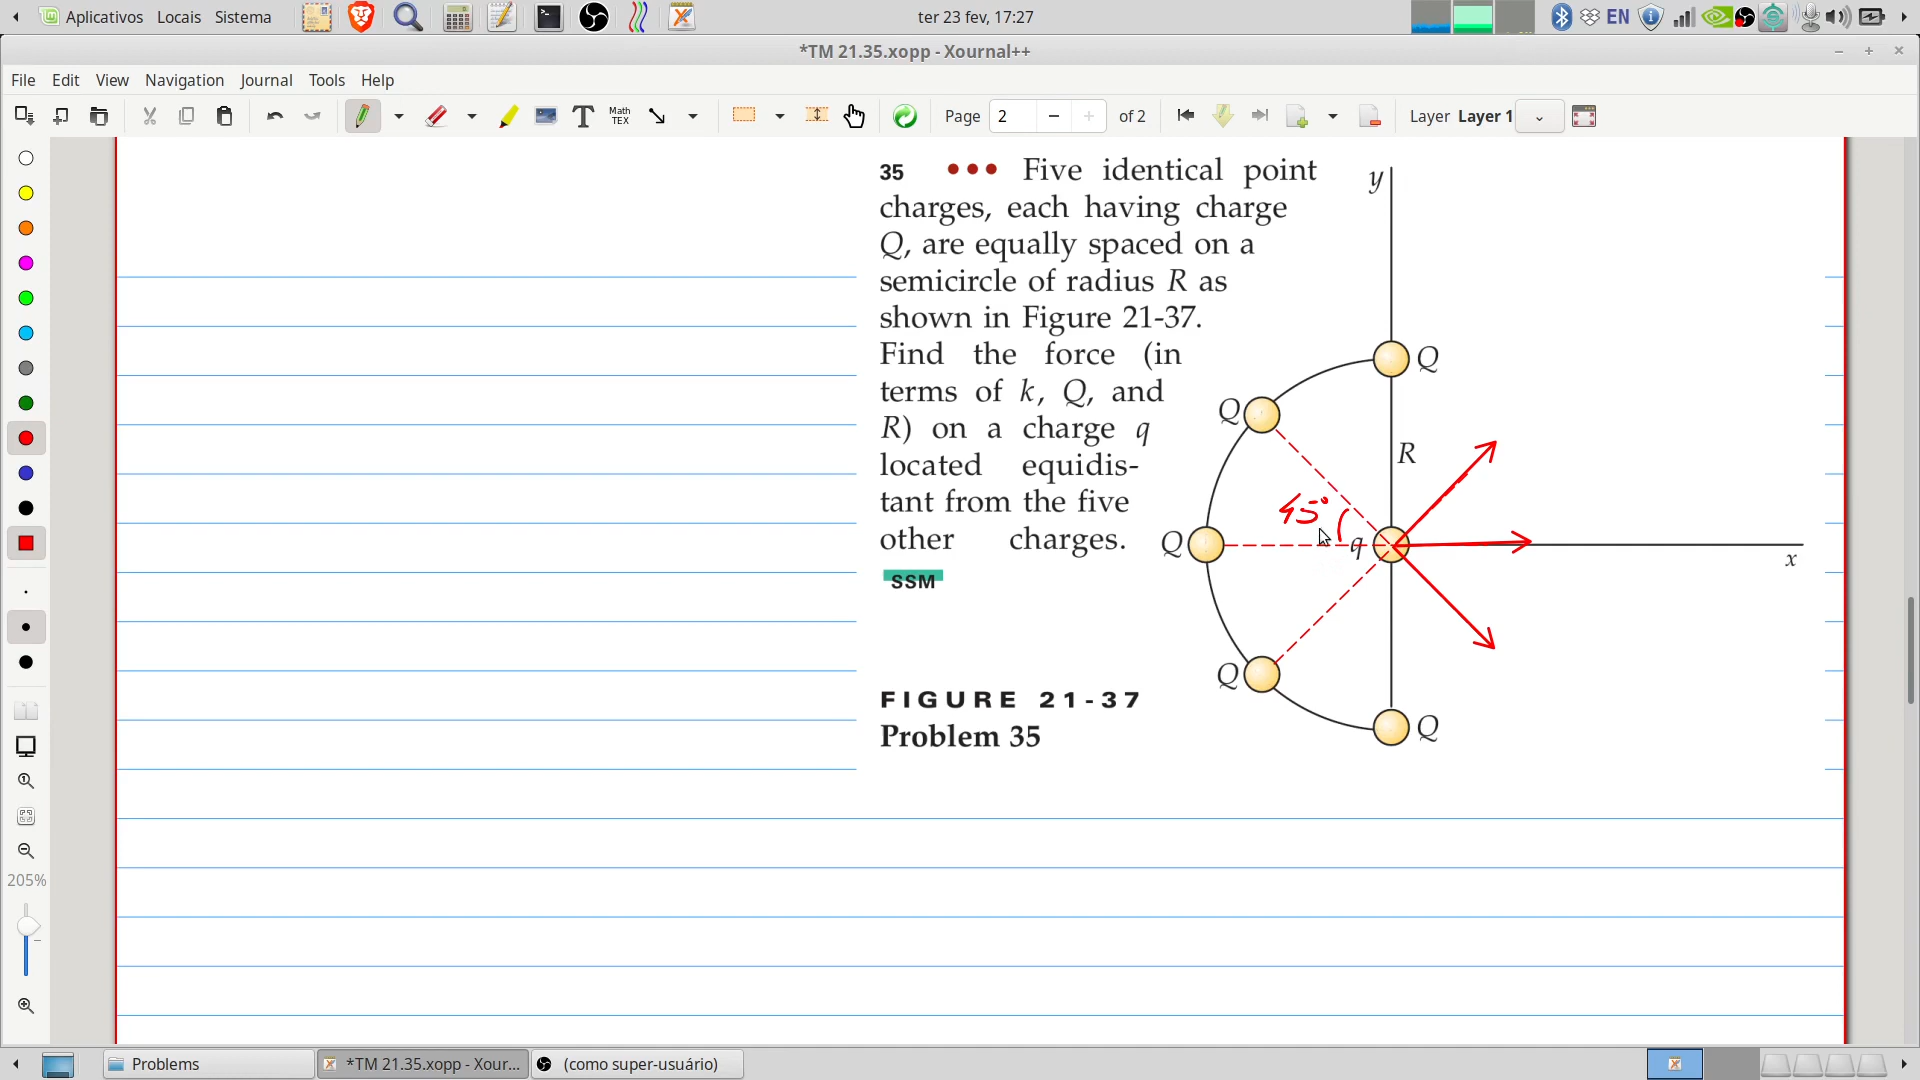 Aplicativos Locais Sistema
ter 23 fev, 17:27
EN
*TM 21.35.xopp - Xournal++
File Edit View Navigation Journal Tools Help
T Math TEX
Page 2 of 2
Layer Layer 1
35 ••• Five identical point
charges, each having charge
Q, are equally spaced on a
semicircle of radius R as
shown in Figure 21-37.
Find the force (in
terms of k, Q, and
R) on a charge q
located equidis-
tant from the five
other charges.
SSM
FIGURE 21-37
Problem 35
y
Q
Q
R
45°
Q
q
x
Q
Q
205%
Problems
*TM 21.35.xopp - Xour...
(como super-usuário)